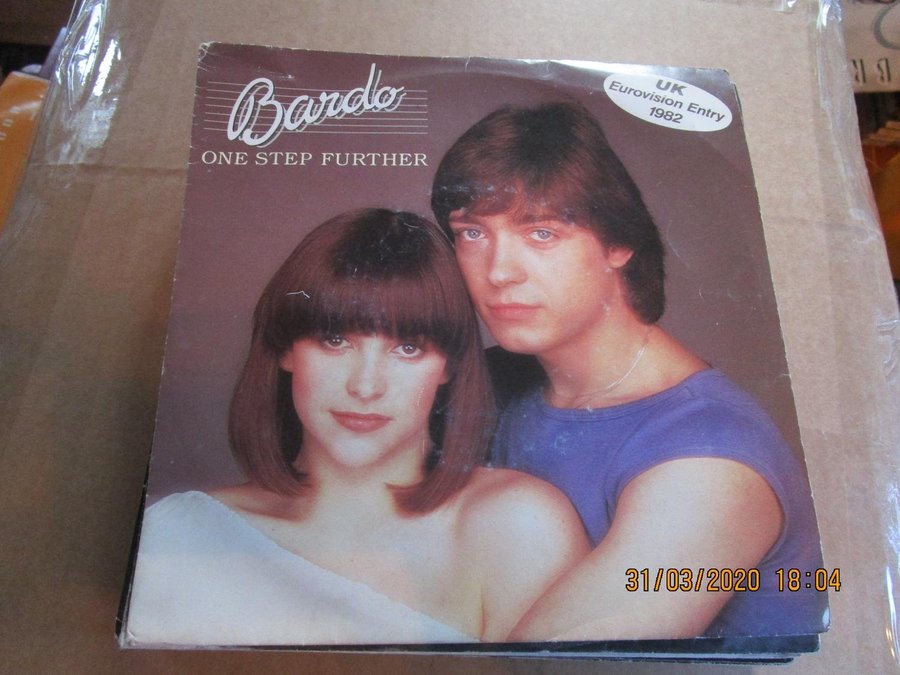 Bardo
ONE STEP FURTHER
UK
Eurovision Entry
1982
31/03/2020 18:04